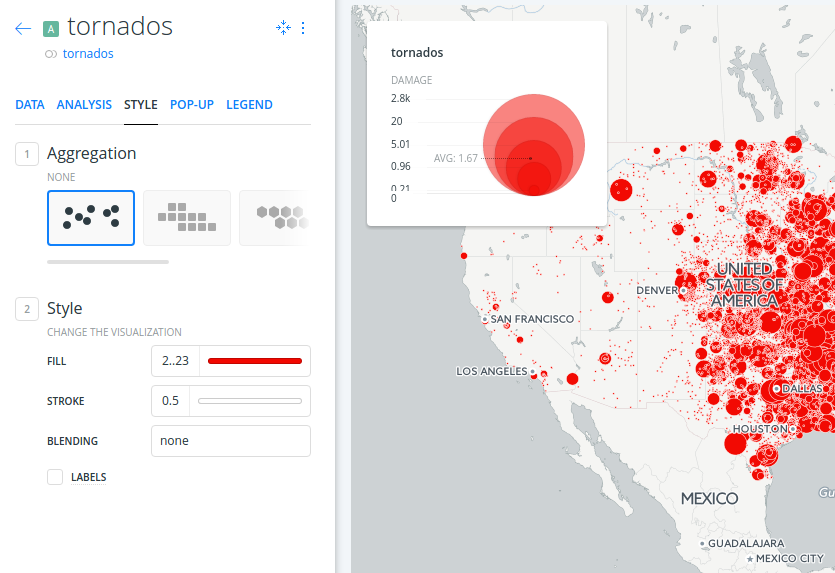 A tornados
tornados
DATA ANALYSIS STYLE POP-UP LEGEND
1 Aggregation
NONE
2 Style
CHANGE THE VISUALIZATION
FILL 2..23
STROKE 0.5
BLENDING none
LABELS
tornados
DAMAGE
2.8k
20
5.01
AVG: 1.67
0.96
0.21
0
UNITED
STATES OF
AMERICA
DENVER
SAN FRANCISCO
LOS ANGELES
DALLAS
HOUSTON
Gu
MEXICO
GUADALAJARA
MEXICO CITY